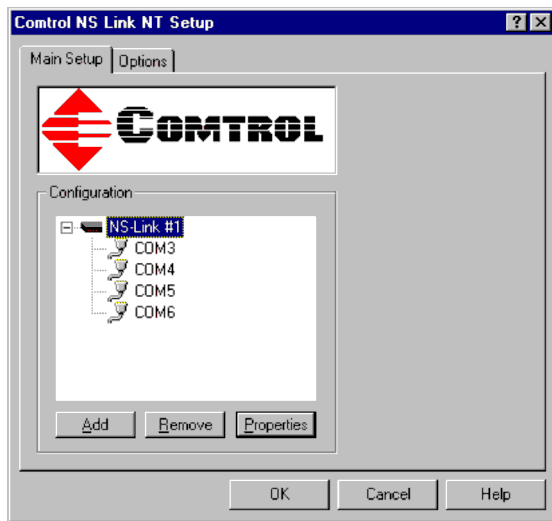 Comtrol NS Link NT Setup
Main Setup
Options
COMTROL
Configuration
NS-Link #1
COM3
COM4
COM5
COM6
Add
Remove
Properties
OK
Cancel
Help